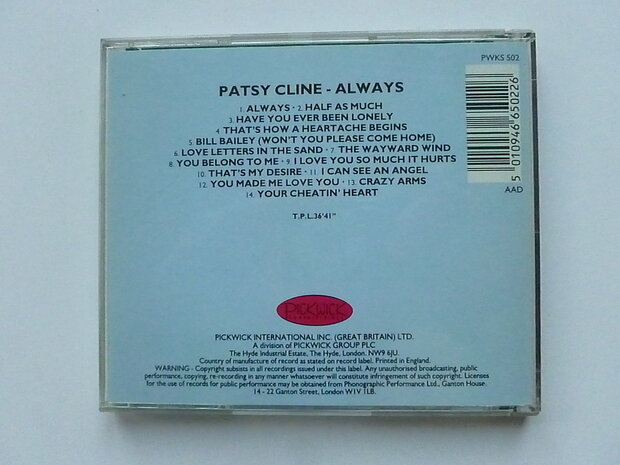 PWKS 502
PATSY CLINE - ALWAYS
1. ALWAYS · 2. HALF AS MUCH
3. HAVE YOU EVER BEEN LONELY
4. THAT'S HOW A HEARTACHE BEGINS
5. BILL BAILEY (WON'T YOU PLEASE COME HOME)
6. LOVE LETTERS IN THE SAND · 7. THE WAYWARD WIND
8. YOU BELONG TO ME · 9. I LOVE YOU SO MUCH IT HURTS
10. THAT'S MY DESIRE · 11. I CAN SEE AN ANGEL
12. YOU MADE ME LOVE YOU · 13. CRAZY ARMS
14. YOUR CHEATIN' HEART
T.P.L.36'41"
5 010946 650226
AAD
PICKWICK
PICKWICK INTERNATIONAL INC. (GREAT BRITAIN) LTD.
A division of PICKWICK GROUP PLC
The Hyde Industrial Estate, The Hyde, London. NW9 6JU.
Country of manufacture of record as stated on record label. Printed in England.
WARNING - Copyright subsists in all recordings issued under this label. Any unauthorised broadcasting, public
performance, copying, re-recording in any manner whatsoever will constitute infringement of such copyright. Licenses
for the use of records for public performance may be obtained from Phonographic Performance Ltd., Ganton House.
14 - 22 Ganton Street, London W1V 1LB.